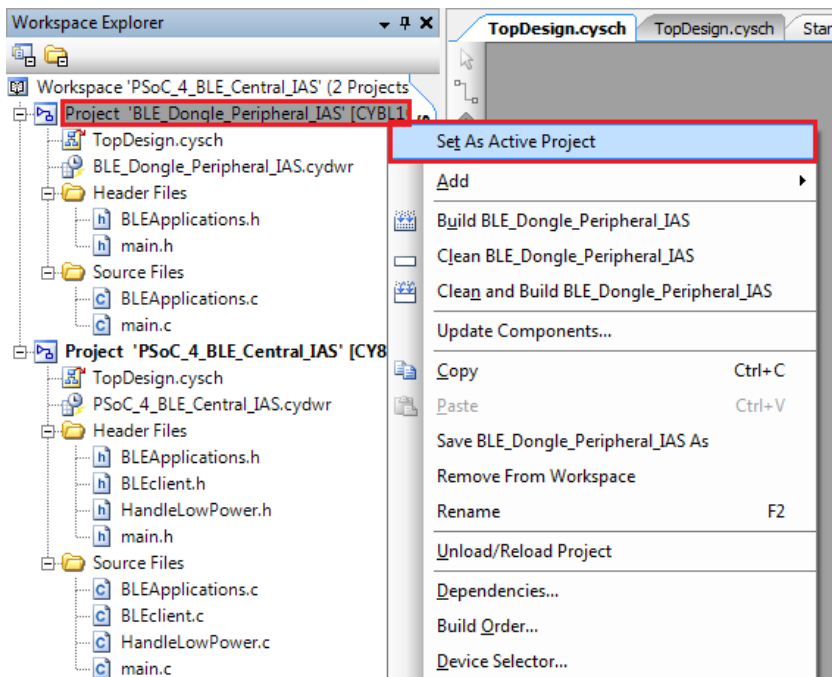 Workspace Explorer
TopDesign.cysch
TopDesign.cysch
Star
Workspace 'PSoC_4_BLE_Central_IAS' (2 Projects
Project 'BLE_Dongle_Peripheral_IAS' [CYBL1
TopDesign.cysch
BLE_Dongle_Peripheral_IAS.cydwr
Header Files
BLEApplications.h
main.h
Source Files
BLEApplications.c
main.c
Project 'PSoC_4_BLE_Central_IAS' [CY8
TopDesign.cysch
PSoC_4_BLE_Central_IAS.cydwr
Header Files
BLEApplications.h
BLEclient.h
HandleLowPower.h
main.h
Source Files
BLEApplications.c
BLEclient.c
HandleLowPower.c
main.c
Set As Active Project
Add
Build BLE_Dongle_Peripheral_IAS
Clean BLE_Dongle_Peripheral_IAS
Clean and Build BLE_Dongle_Peripheral_IAS
Update Components...
Copy Ctrl+C
Paste Ctrl+V
Save BLE_Dongle_Peripheral_IAS As
Remove From Workspace
Rename F2
Unload/Reload Project
Dependencies...
Build Order...
Device Selector...